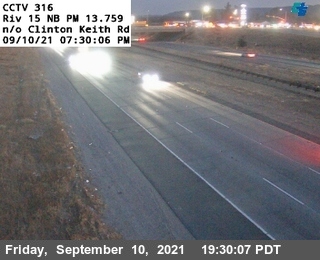 CCTV 316
Riv 15 NB PM 13.759
n/o Clinton Keith Rd
09/10/21 07:30:06 PM
Friday, September 10, 2021 19:30:07 PDT